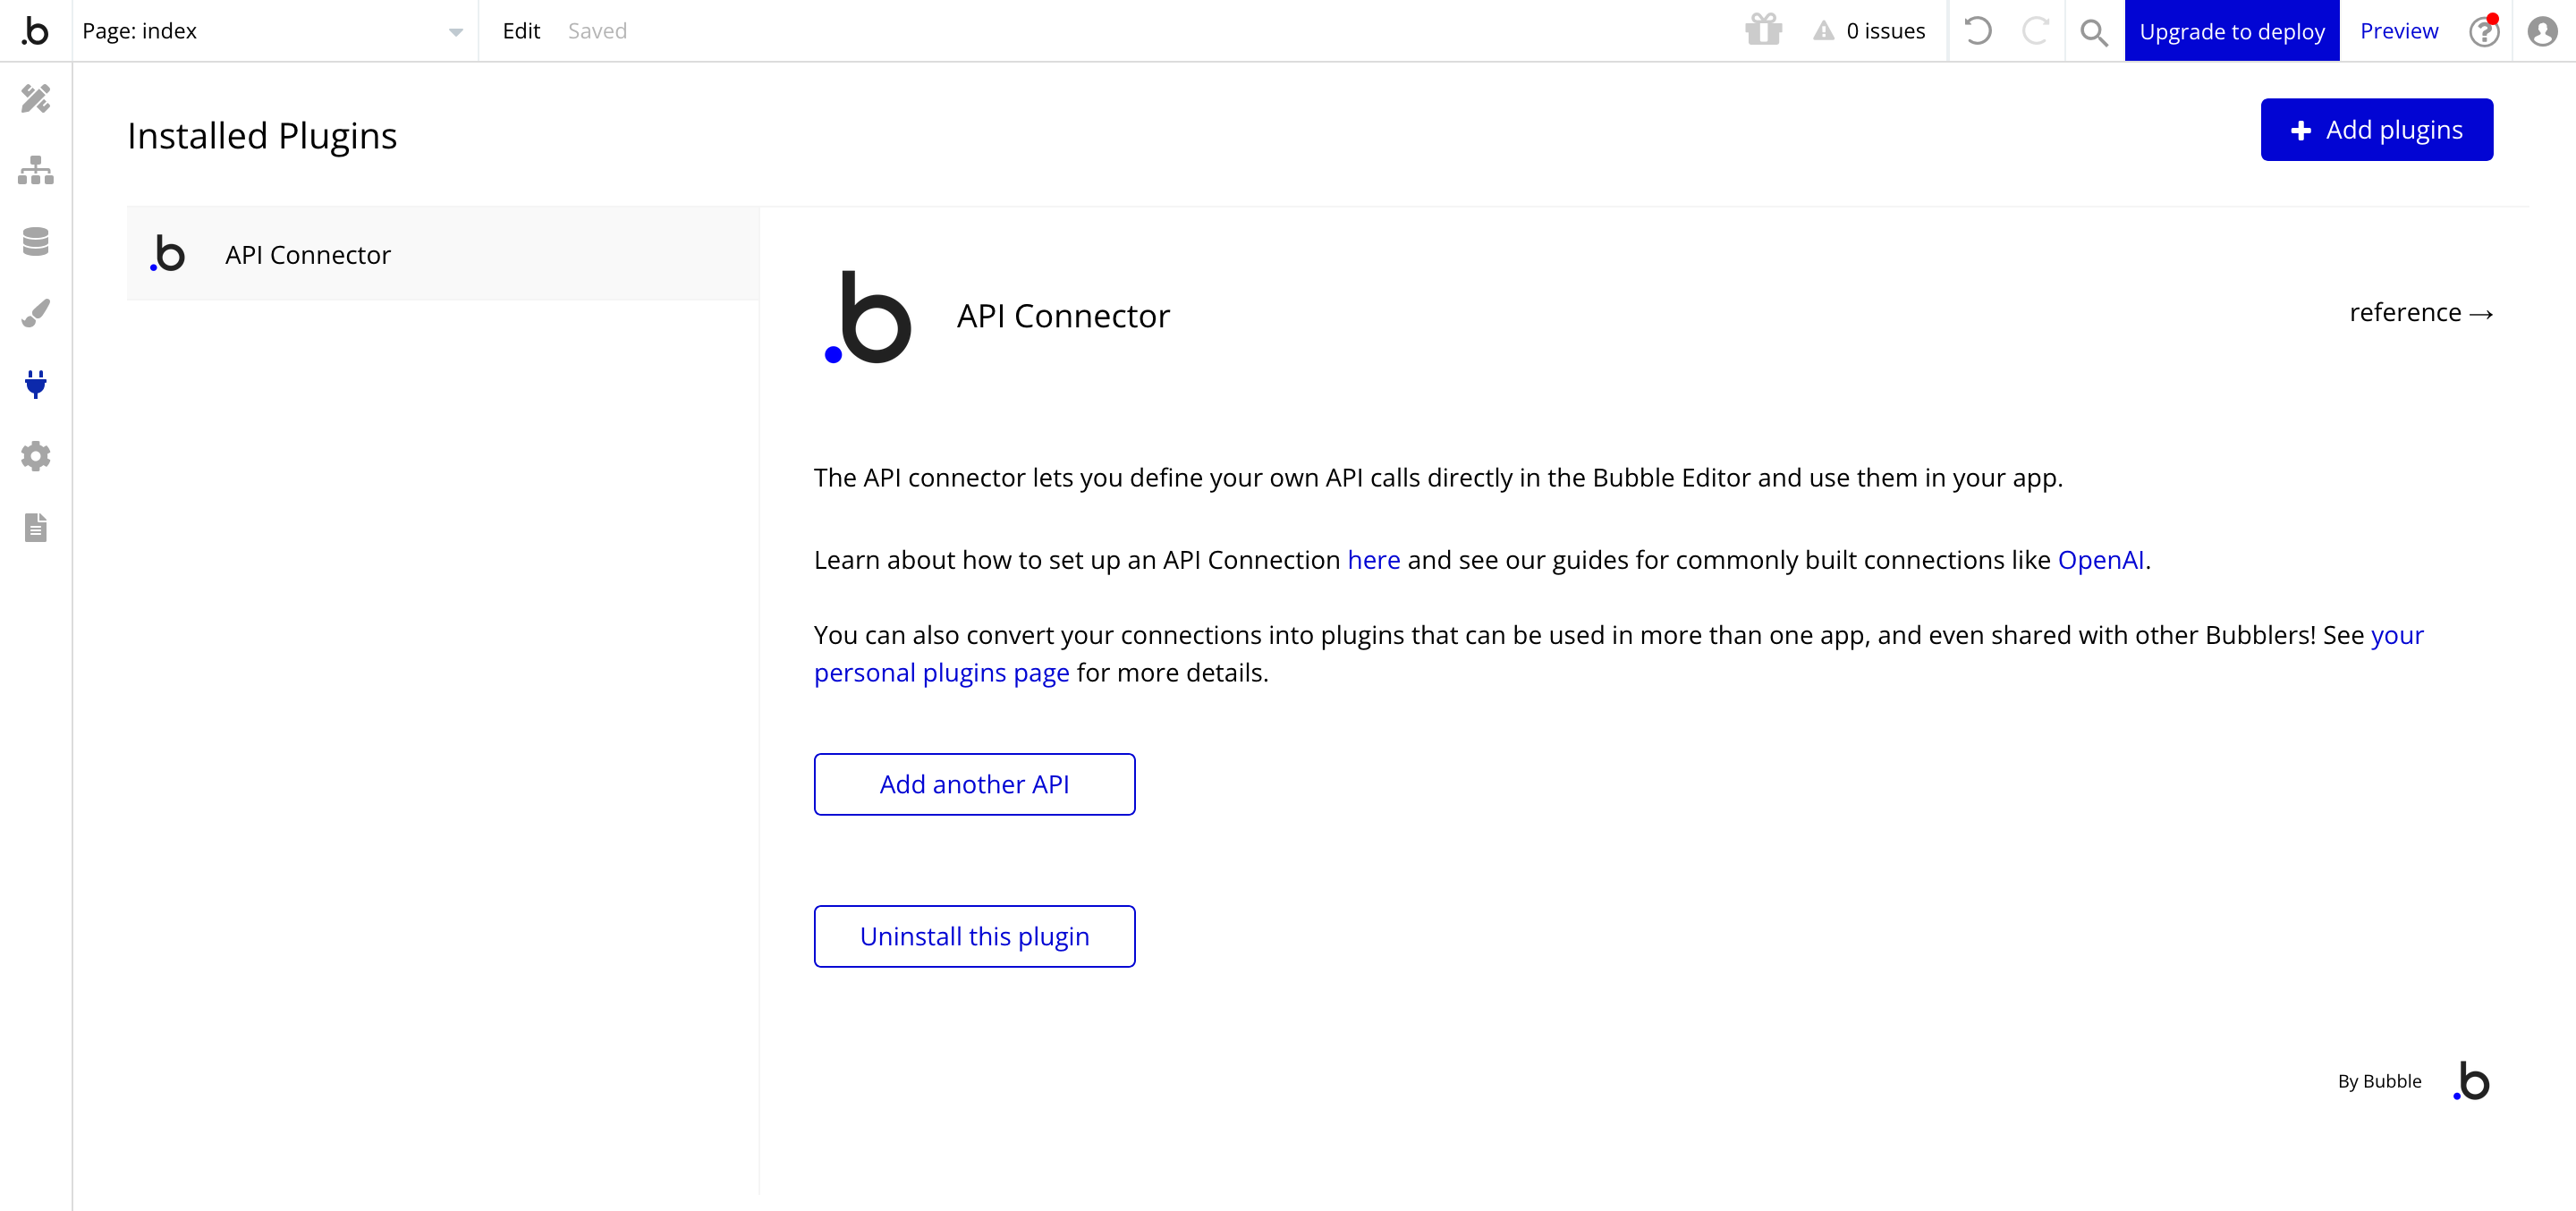 Page: index
Edit
Saved
0 issues
Upgrade to deploy
Preview
Installed Plugins
Add plugins
API Connector
API Connector
reference →
The API connector lets you define your own API calls directly in the Bubble Editor and use them in your app.
Learn about how to set up an API Connection here and see our guides for commonly built connections like OpenAI.
You can also convert your connections into plugins that can be used in more than one app, and even shared with other Bubblers! See your
personal plugins page for more details.
Add another API
Uninstall this plugin
By Bubble